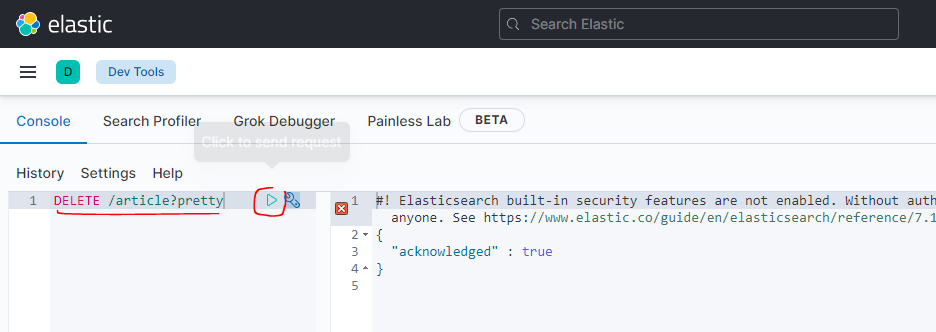 elastic
Search Elastic
D
Dev Tools
Console Search Profiler Grok Debugger Painless Lab BETA
Click to send request
History Settings Help
1 DELETE /article?pretty
1 #! Elasticsearch built-in security features are not enabled. Without auth
anyone. See https://www.elastic.co/guide/en/elasticsearch/reference/7.1
2 {
3 "acknowledged" : true
4 }
5